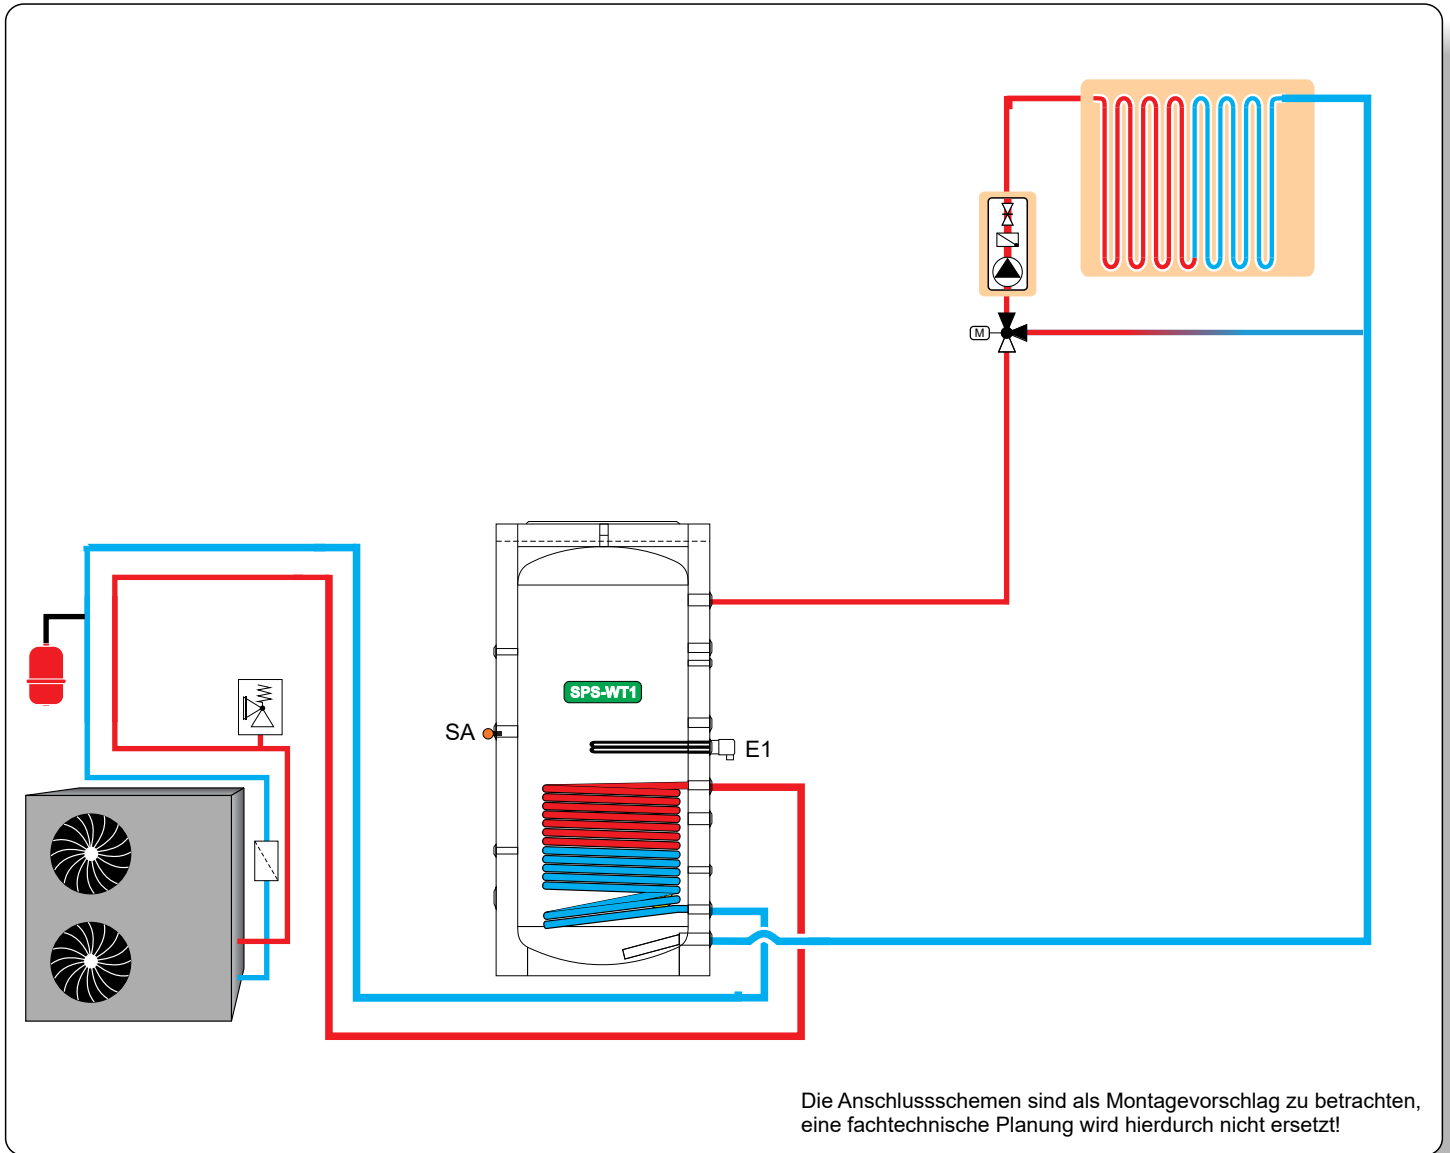 M
SPS-WT1
SA
E1
Die Anschlussschemen sind als Montagevorschlag zu betrachten,
eine fachtechnische Planung wird hierdurch nicht ersetzt!